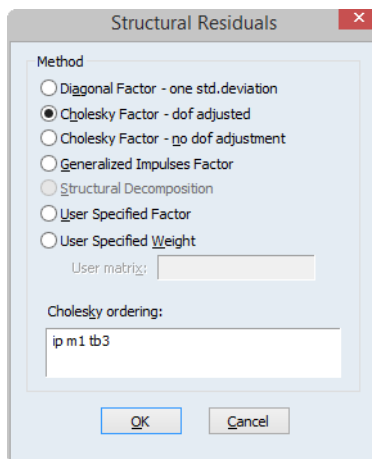 Structural Residuals
Method
Diagonal Factor - one std.deviation
Cholesky Factor - dof adjusted
Cholesky Factor - no dof adjustment
Generalized Impulses Factor
Structural Decomposition
User Specified Factor
User Specified Weight
User matrix:
Cholesky ordering:
ip m1 tb3
OK
Cancel